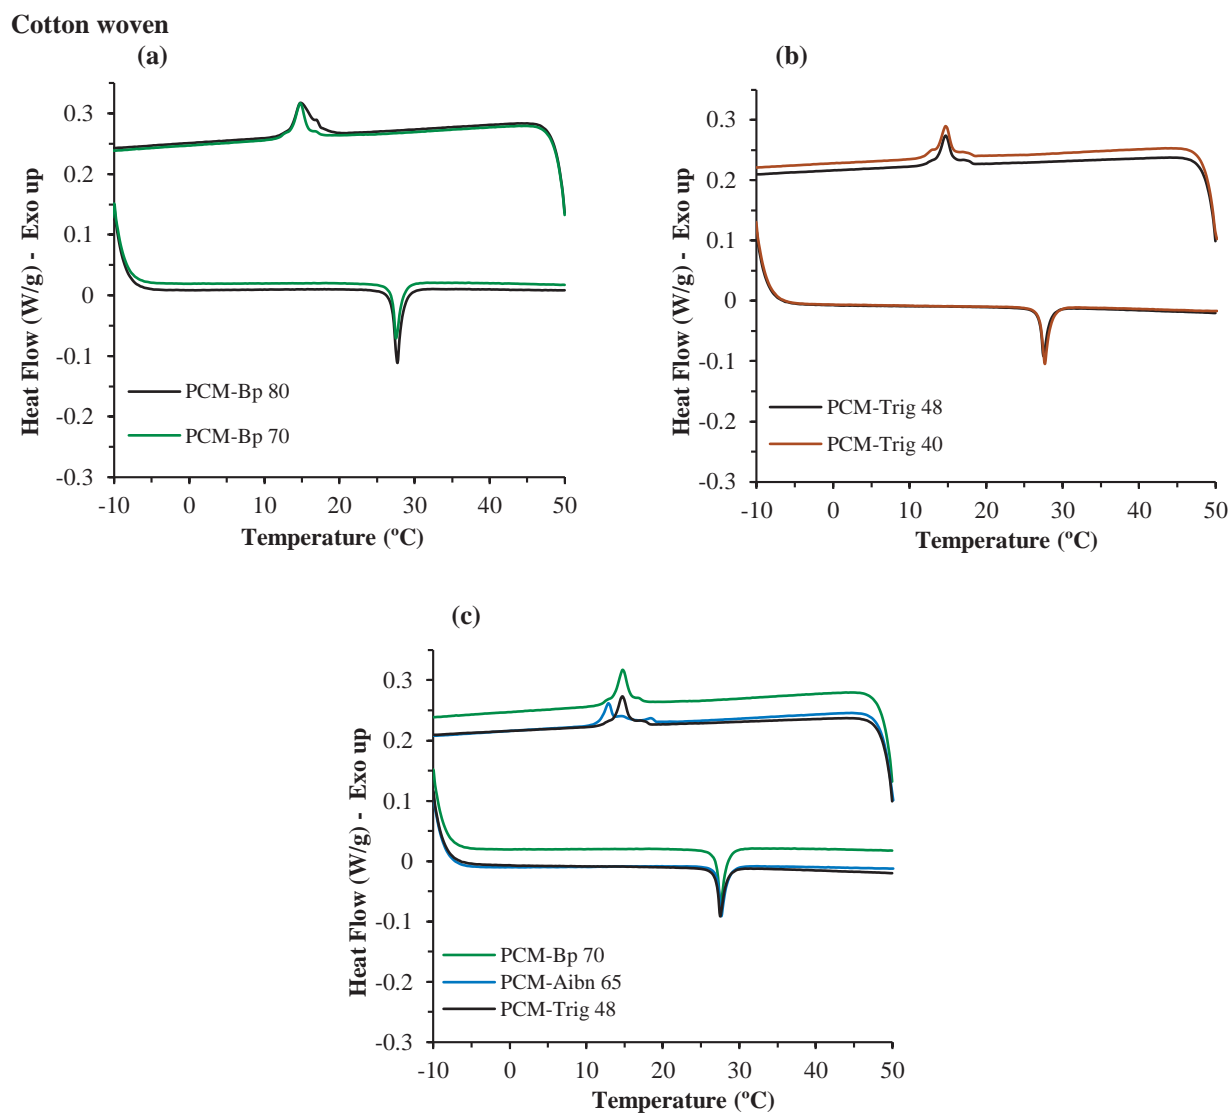 Cotton woven
(a)
0.3
0.2
0.1
0
-0.1
-0.2
-0.3
Heat Flow (W/g) - Exo up
PCM-Bp 80
PCM-Bp 70
-10 0 10 20 30 40 50
Temperature (ºC)
(b)
0.3
0.2
0.1
0
-0.1
-0.2
-0.3
Heat Flow (W/g) - Exo up
PCM-Trig 48
PCM-Trig 40
-10 0 10 20 30 40 50
Temperature (ºC)
(c)
0.3
0.2
0.1
0
-0.1
-0.2
-0.3
Heat Flow (W/g) - Exo up
PCM-Bp 70
PCM-Aibn 65
PCM-Trig 48
-10 0 10 20 30 40 50
Temperature (ºC)